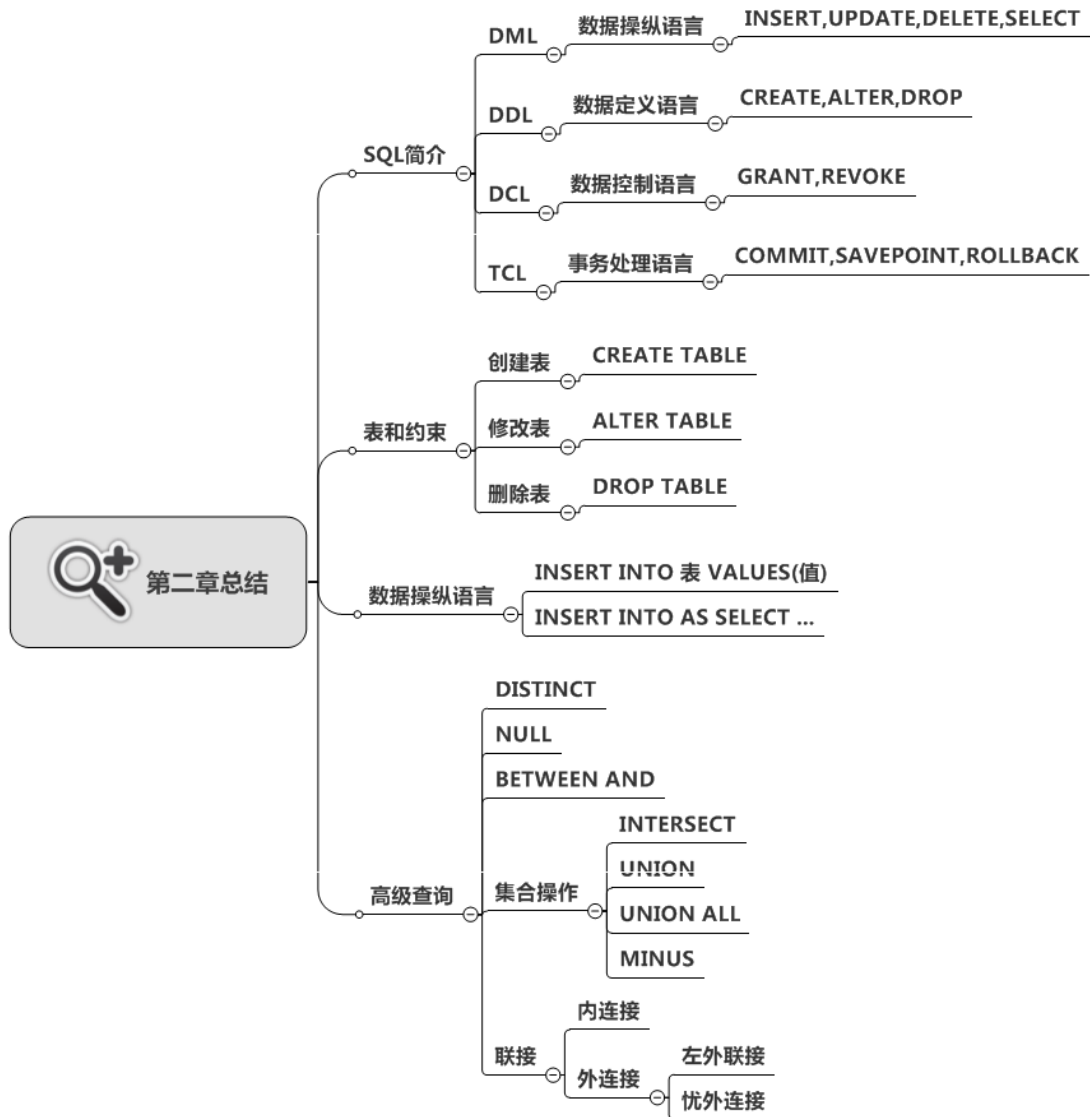 SQL简介
DML
数据操纵语言
INSERT,UPDATE,DELETE,SELECT
DDL
数据定义语言
CREATE,ALTER,DROP
DCL
数据控制语言
GRANT,REVOKE
TCL
事务处理语言
COMMIT,SAVEPOINT,ROLLBACK
表和约束
创建表
CREATE TABLE
修改表
ALTER TABLE
删除表
DROP TABLE
第二章总结
数据操纵语言
INSERT INTO 表 VALUES(值)
INSERT INTO AS SELECT ...
高级查询
DISTINCT
NULL
BETWEEN AND
集合操作
INTERSECT
UNION
UNION ALL
MINUS
联接
内连接
外连接
左外联接
忧外连接